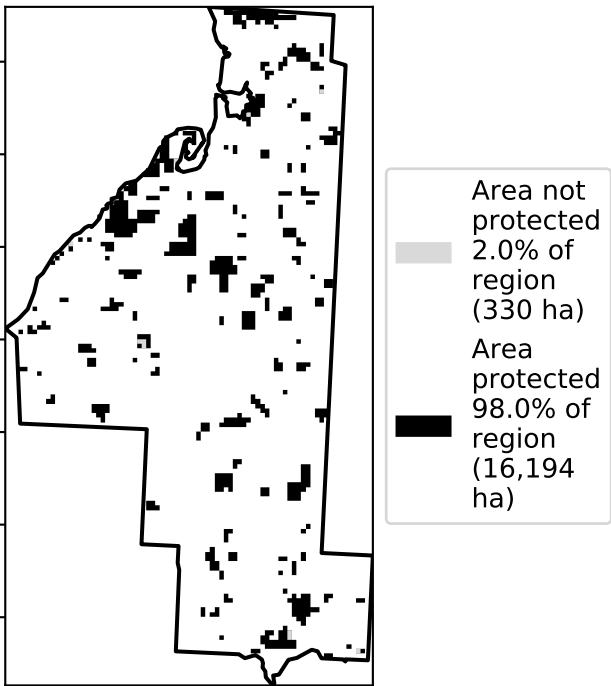 Area not
protected
2.0% of
region
(330 ha)
Area
protected
98.0% of
region
(16,194
ha)